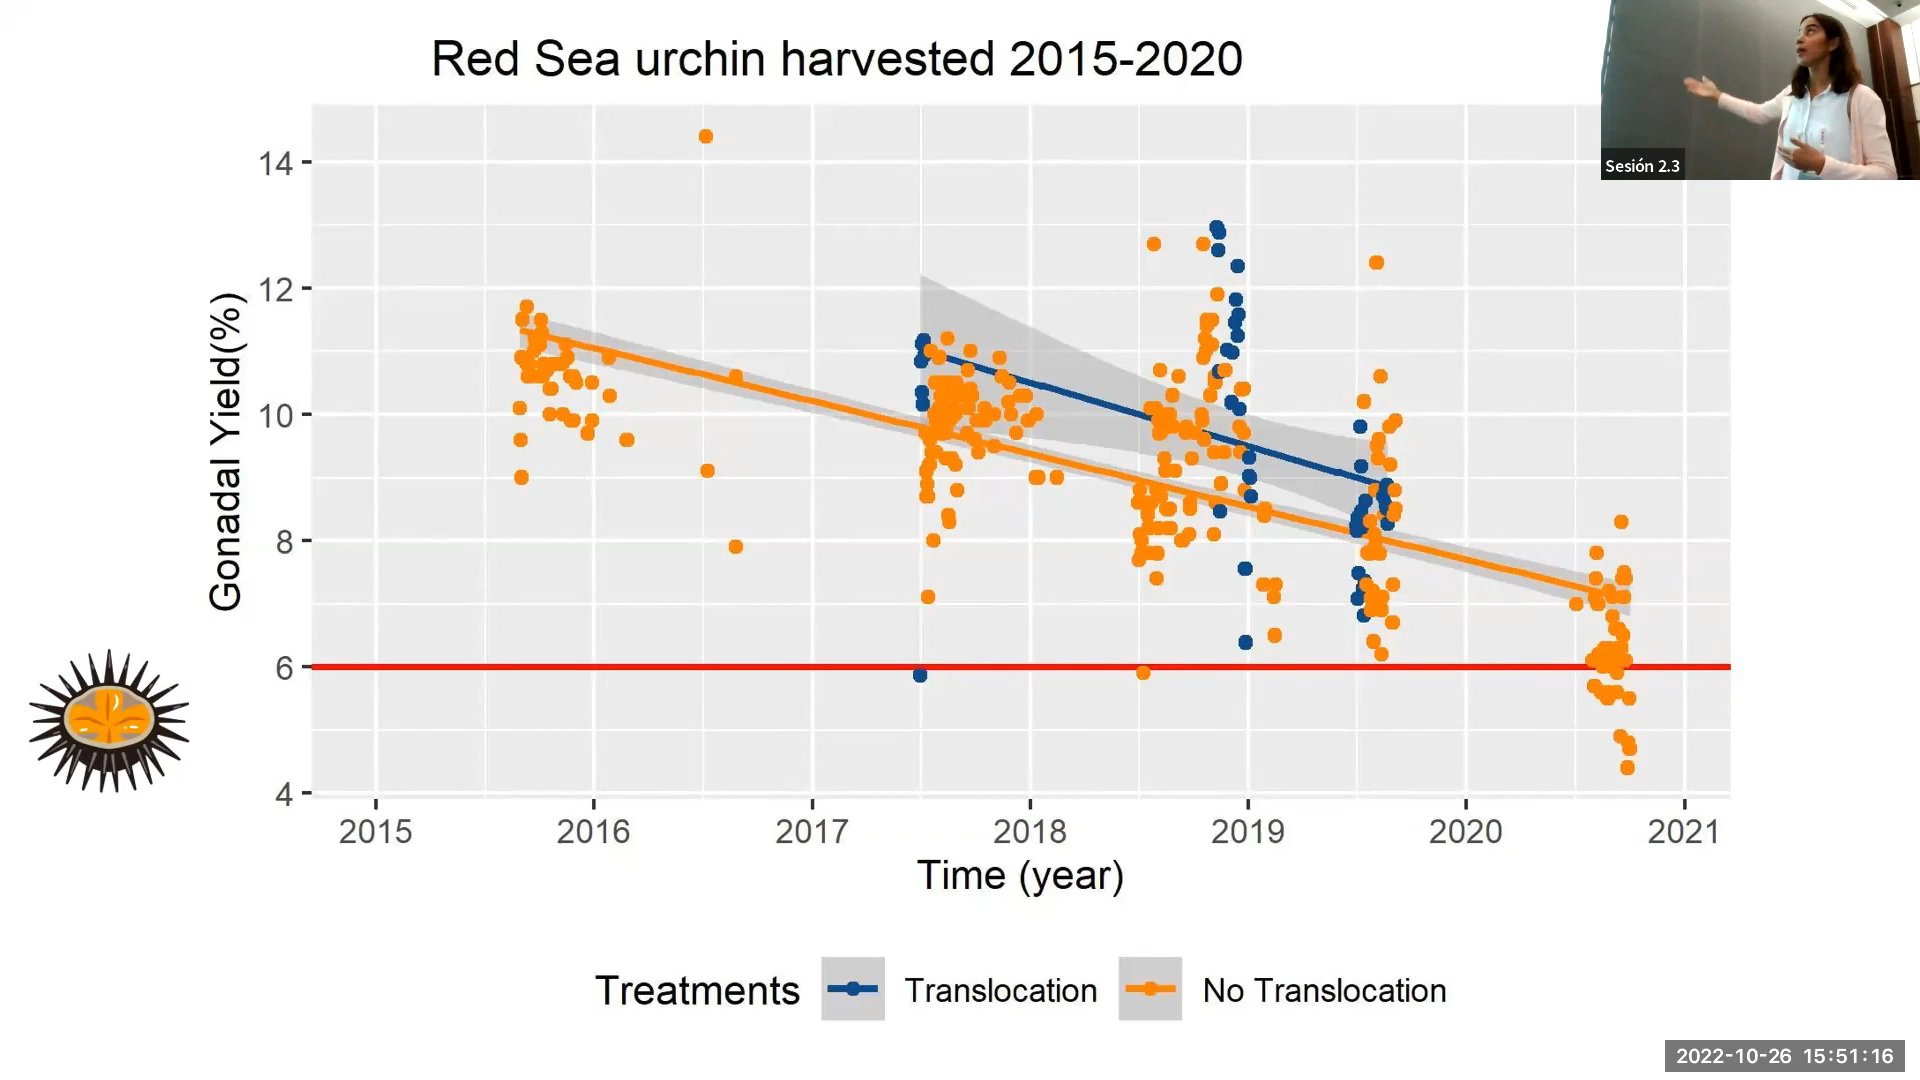 Red Sea urchin harvested 2015-2020
Sesión 2.3
Gonadal Yield(%)
14
12
10
8
6
4
2015 2016 2017 2018 2019 2020 2021
Time (year)
Treatments Translocation No Translocation
2022-10-26 15:51:16